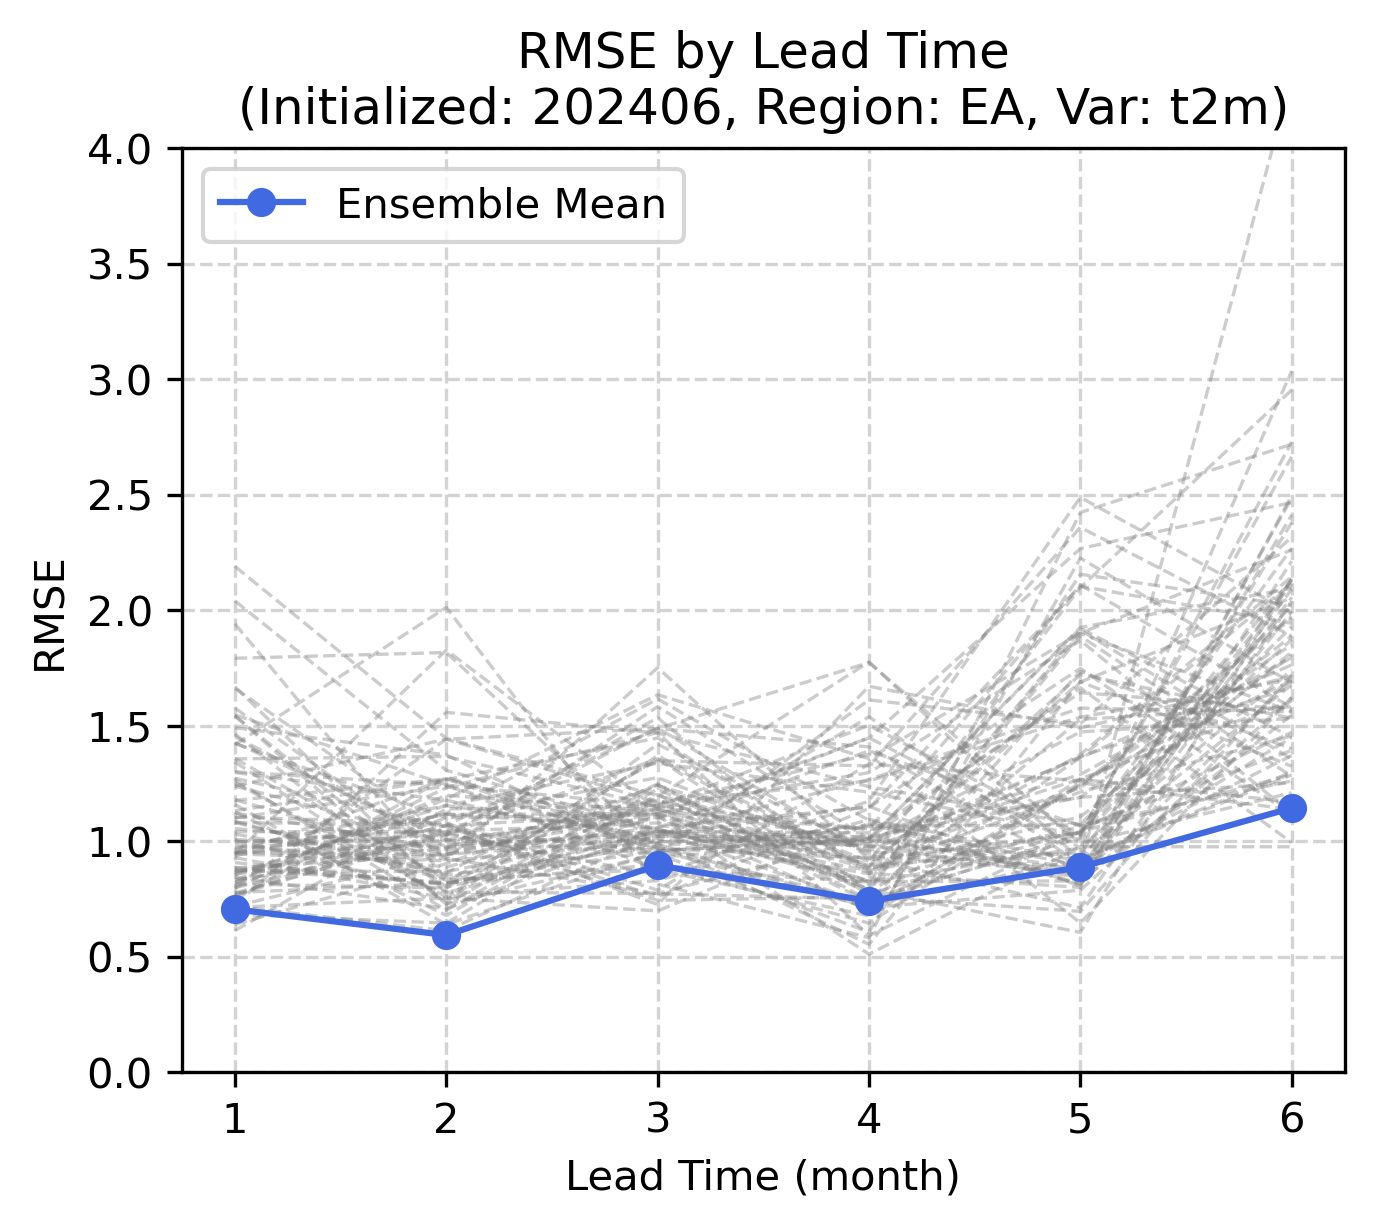 RMSE by Lead Time
(Initialized: 202406, Region: EA, Var: t2m)
4.0
3.5
3.0
2.5
2.0
1.5
1.0
0.5
0.0
RMSE
Ensemble Mean
1 2 3 4 5 6
Lead Time (month)